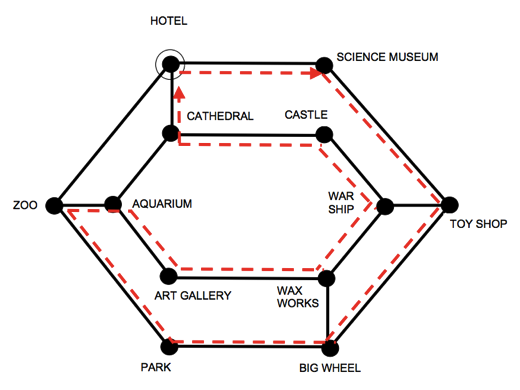 HOTEL
SCIENCE MUSEUM
CATHEDRAL
CASTLE
ZOO
AQUARIUM
WAR
SHIP
TOY SHOP
ART GALLERY
WAX
WORKS
PARK
BIG WHEEL